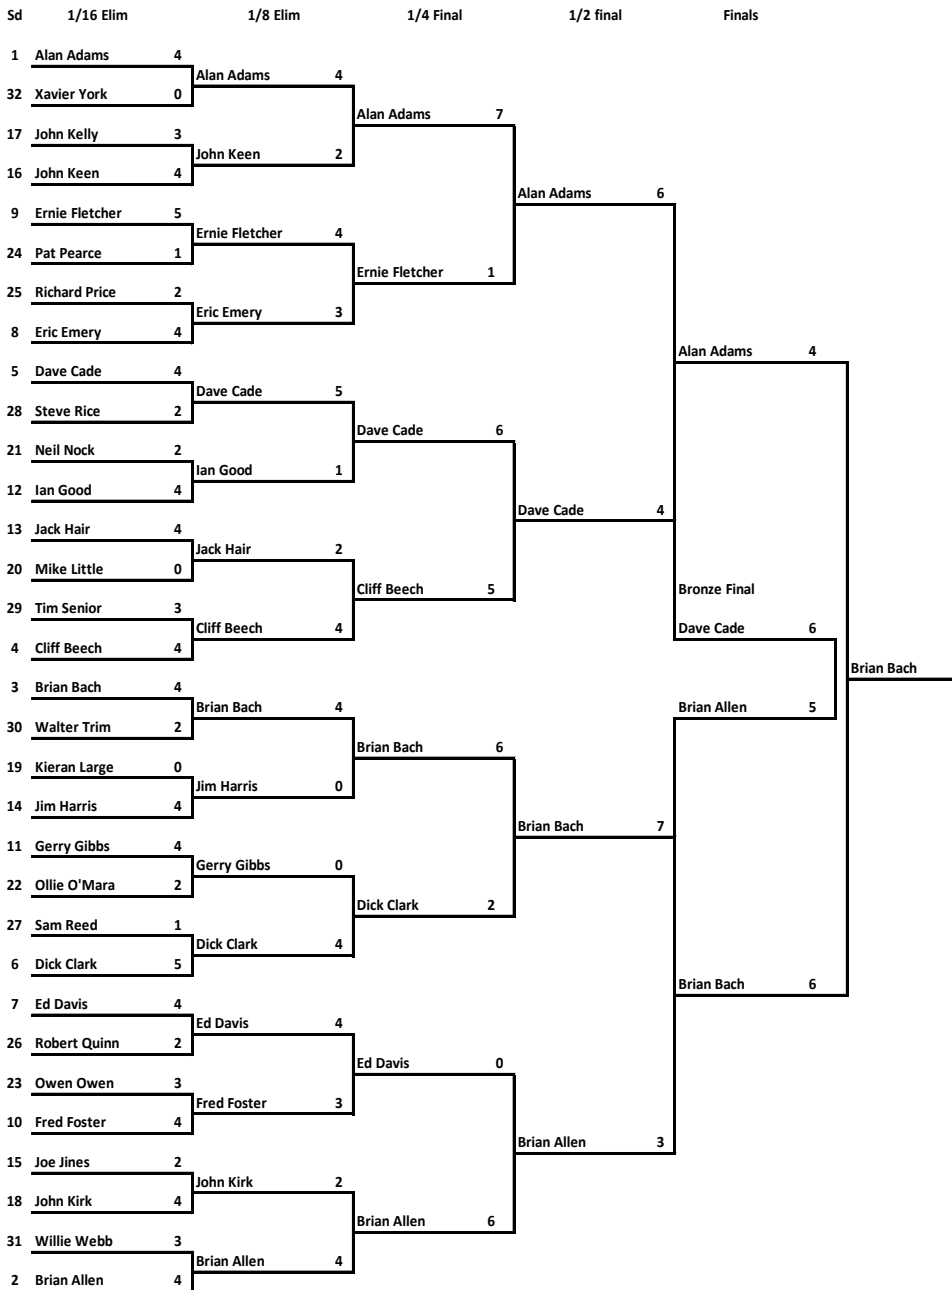 Sd 1/16 Elim 1/8 Elim 1/4 Final 1/2 final Finals
1 Alan Adams 4
Alan Adams 4
32 Xavier York 0
Alan Adams 7
17 John Kelly 3
John Keen 2
16 John Keen 4
Alan Adams 6
9 Ernie Fletcher 5
Ernie Fletcher 4
24 Pat Pearce 1
Ernie Fletcher 1
25 Richard Price 2
Eric Emery 3
8 Eric Emery 4
Alan Adams 4
5 Dave Cade 4
Dave Cade 5
28 Steve Rice 2
Dave Cade 6
21 Neil Nock 2
Ian Good 1
12 Ian Good 4
Dave Cade 4
13 Jack Hair 4
Jack Hair 2
20 Mike Little 0
Cliff Beech 5 Bronze Final
29 Tim Senior 3
Cliff Beech 4 Dave Cade 6
4 Cliff Beech 4
Brian Bach
3 Brian Bach 4
Brian Bach 4 Brian Allen 5
30 Walter Trim 2
Brian Bach 6
19 Kieran Large 0
Jim Harris 0
14 Jim Harris 4
Brian Bach 7
11 Gerry Gibbs 4
Gerry Gibbs 0
22 Ollie O'Mara 2
Dick Clark 2
27 Sam Reed 1
Dick Clark 4
6 Dick Clark 5
Brian Bach 6
7 Ed Davis 4
Ed Davis 4
26 Robert Quinn 2
Ed Davis 0
23 Owen Owen 3
Fred Foster 3
10 Fred Foster 4
Brian Allen 3
15 Joe Jines 2
John Kirk 2
18 John Kirk 4
Brian Allen 6
31 Willie Webb 3
Brian Allen 4
2 Brian Allen 4